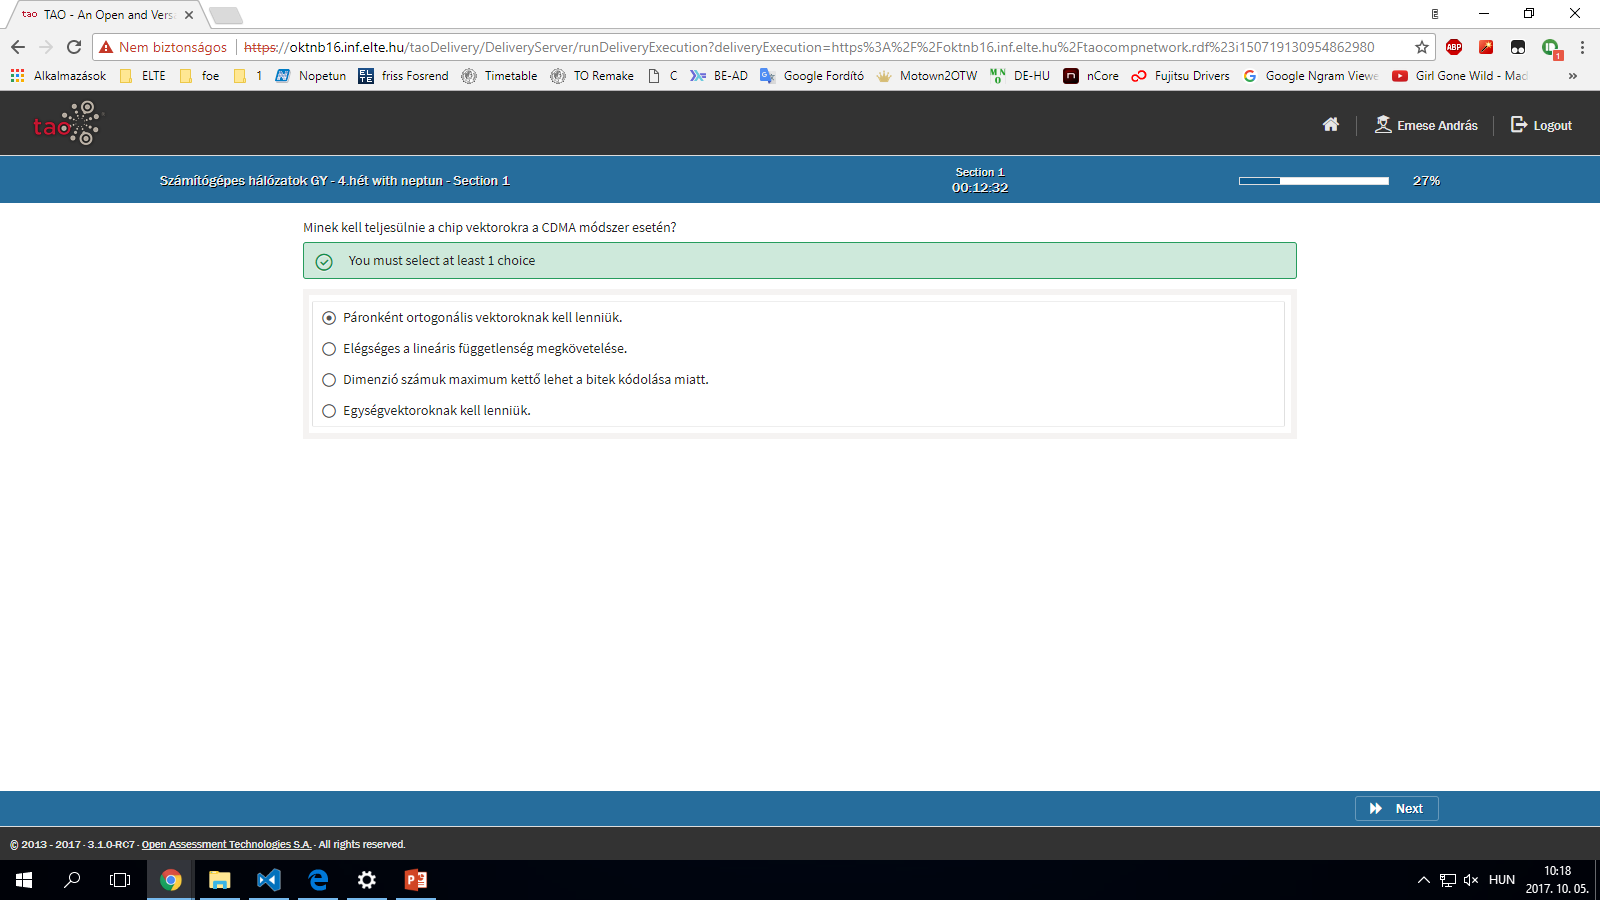 tao TAO - An Open and Versa
Nem biztonságos https://oktnb16.inf.elte.hu/taoDelivery/DeliveryServer/runDeliveryExecution?deliveryExecution=https%3A%2F%2Foktnb16.inf.elte.hu%2Ftaocompnetwork.rdf%23i150719130954862980 ABP 1
Alkalmazások ELTE foe 1 Nopetun friss Fosrend Timetable TO Remake C BE-AD Google Fordító Motown2OTW DE-HU nCore Fujitsu Drivers Google Ngram Viewe Girl Gone Wild - Mad »
tao Emese András Logout
Számítógépes hálózatok GY - 4.hét with neptun - Section 1
Section 1
00:12:32
27%
Minek kell teljesülnie a chip vektorokra a CDMA módszer esetén?
You must select at least 1 choice
Páronként ortogonális vektoroknak kell lenniük.
Elégséges a lineáris függetlenség megkövetelése.
Dimenzió számuk maximum kettő lehet a bitek kódolása miatt.
Egységvektoroknak kell lenniük.
Next
© 2013 - 2017 · 3.1.0-RC7 · Open Assessment Technologies S.A. · All rights reserved.
HUN
10:18
2017. 10. 05.